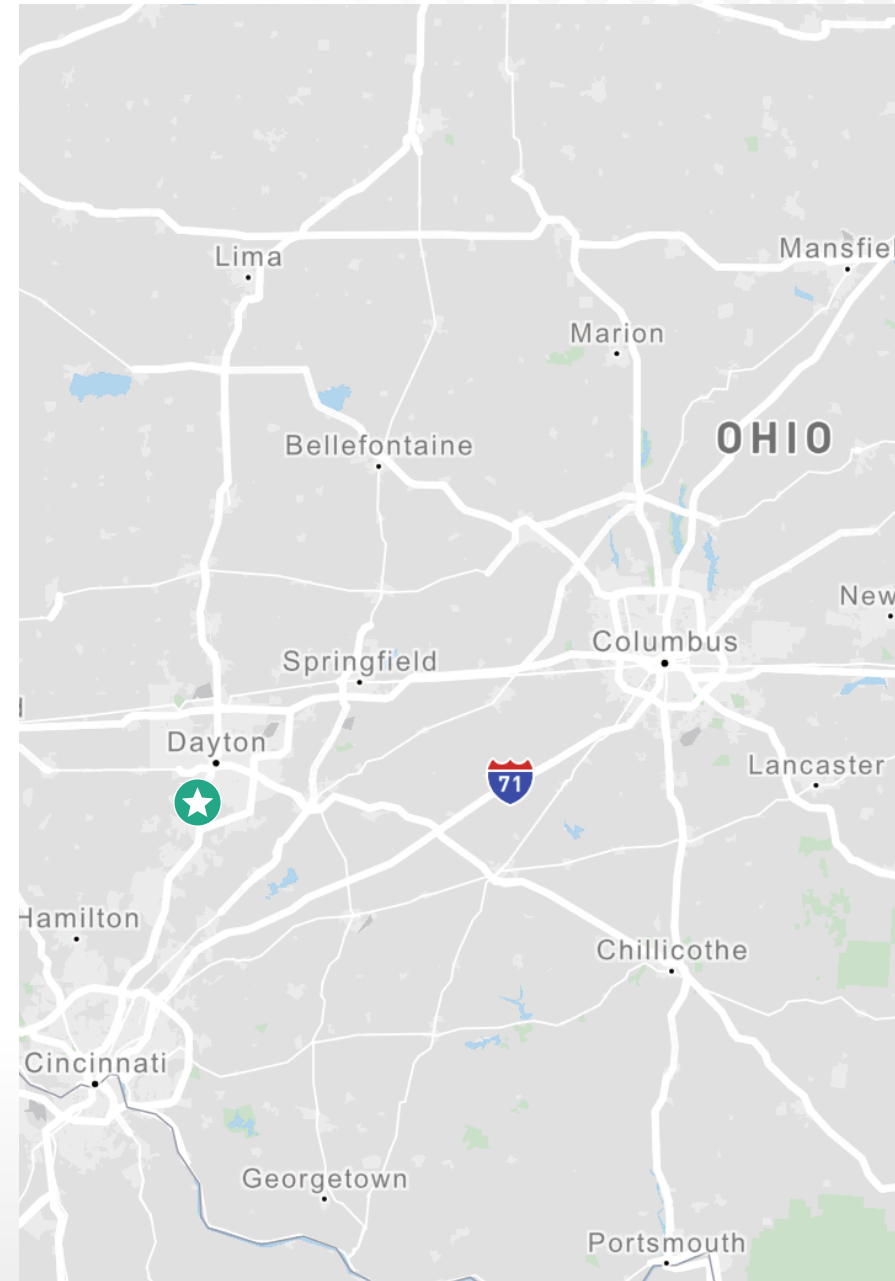 Lima
Mansfiel
Marion
OHIO
Bellefontaine
New
Columbus
Springfield
d
Dayton
Lancaster
71
Hamilton
Chillicothe
Cincinnati
Georgetown
Portsmouth